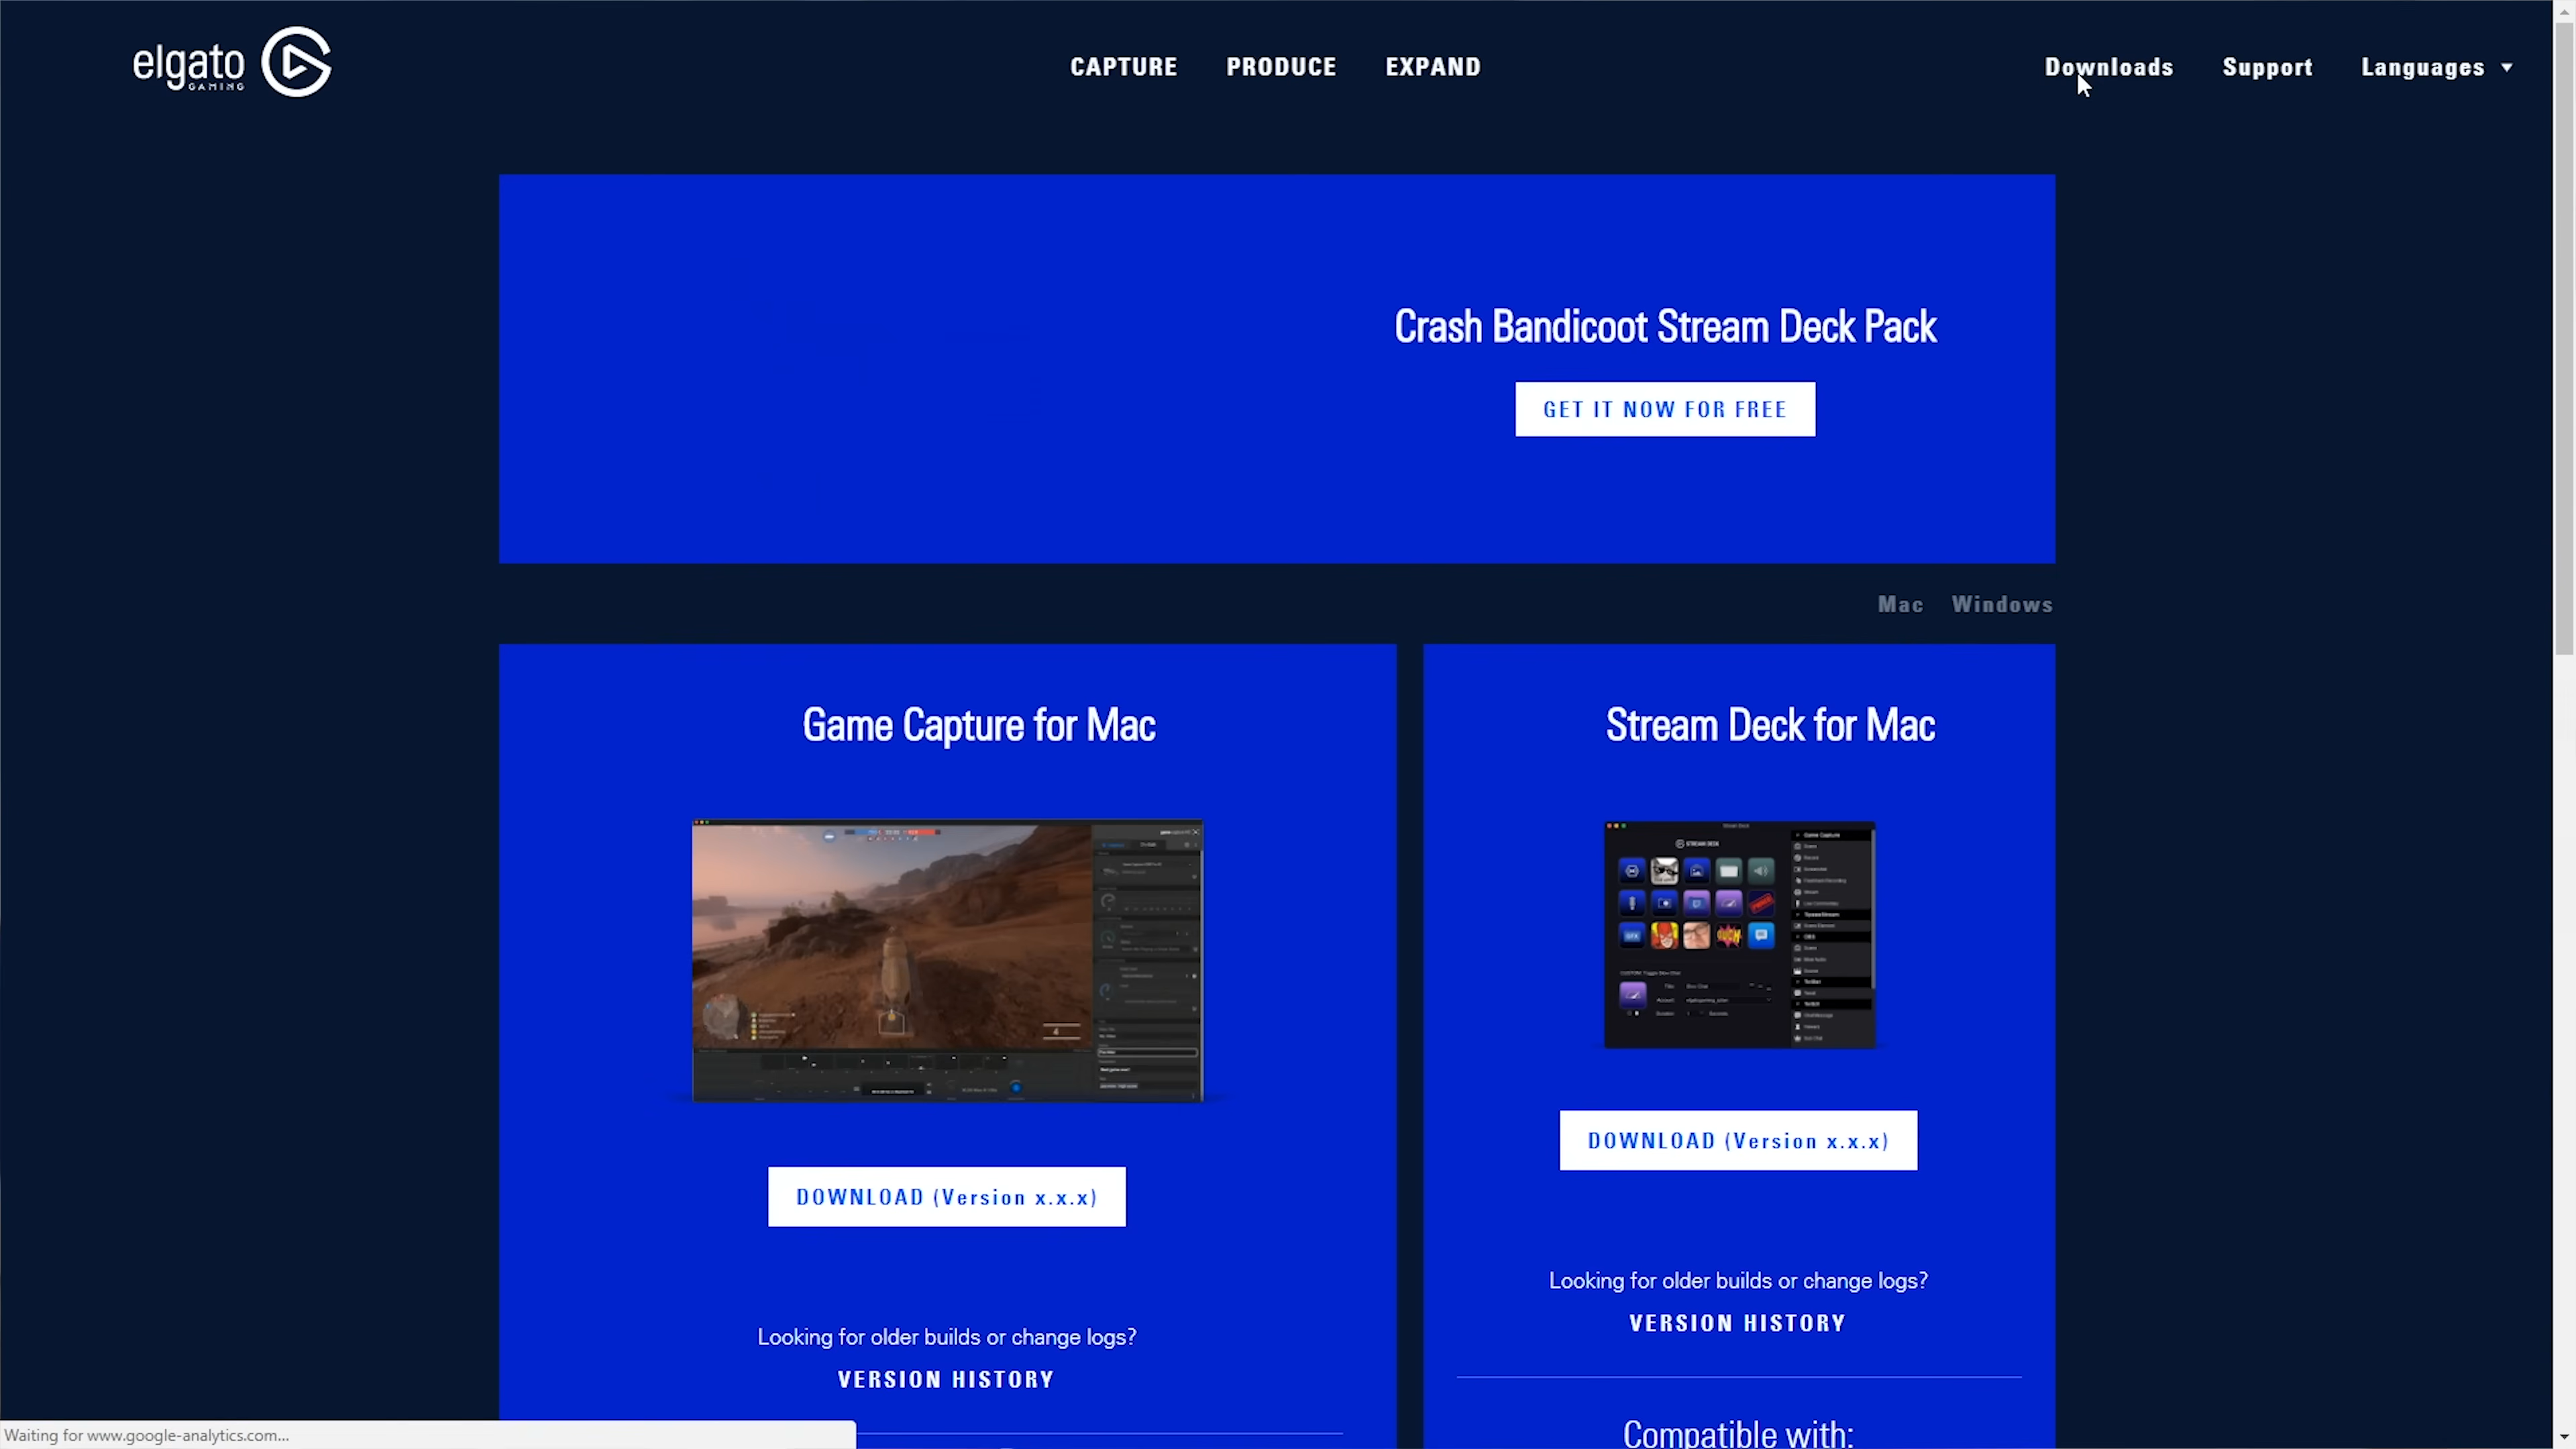 elgato
GAMING
CAPTURE PRODUCE EXPAND
Downloads Support Languages
Crash Bandicoot Stream Deck Pack
GET IT NOW FOR FREE
Mac Windows
Game Capture for Mac
DOWNLOAD (Version x.x.x)
Looking for older builds or change logs?
VERSION HISTORY
Stream Deck for Mac
STREAM DECK
DOWNLOAD (Version x.x.x)
Looking for older builds or change logs?
VERSION HISTORY
Compatible with:
Waiting for www.google-analytics.com...